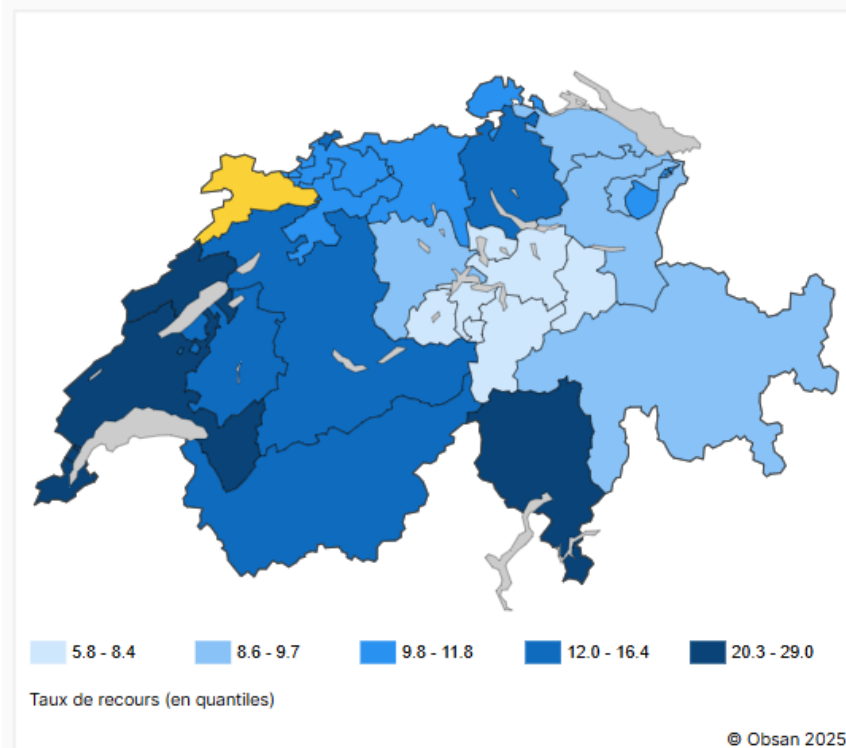 5.8 - 8.4 8.6 - 9.7 9.8 - 11.8 12.0 - 16.4 20.3 - 29.0
Taux de recours (en quantiles)
© Obsan 2025